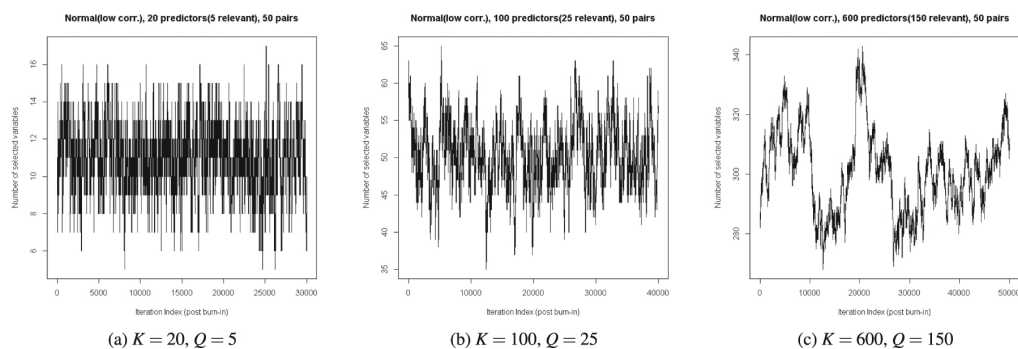 Normal(low corr.), 20 predictors(5 relevant), 50 pairs
Number of selected variables
16
14
12
10
8
6
0
5000
10000
15000
20000
25000
30000
Iteration Index (post burn-in)
(a) K = 20, Q = 5
Normal(low corr.), 100 predictors(25 relevant), 50 pairs
Number of selected variables
65
60
55
50
45
40
35
0
10000
20000
30000
40000
Iteration Index (post burn-in)
(b) K = 100, Q = 25
Normal(low corr.), 600 predictors(150 relevant), 50 pairs
Number of selected variables
340
320
300
280
0
10000
20000
30000
40000
50000
Iteration Index (post burn-in)
(c) K = 600, Q = 150